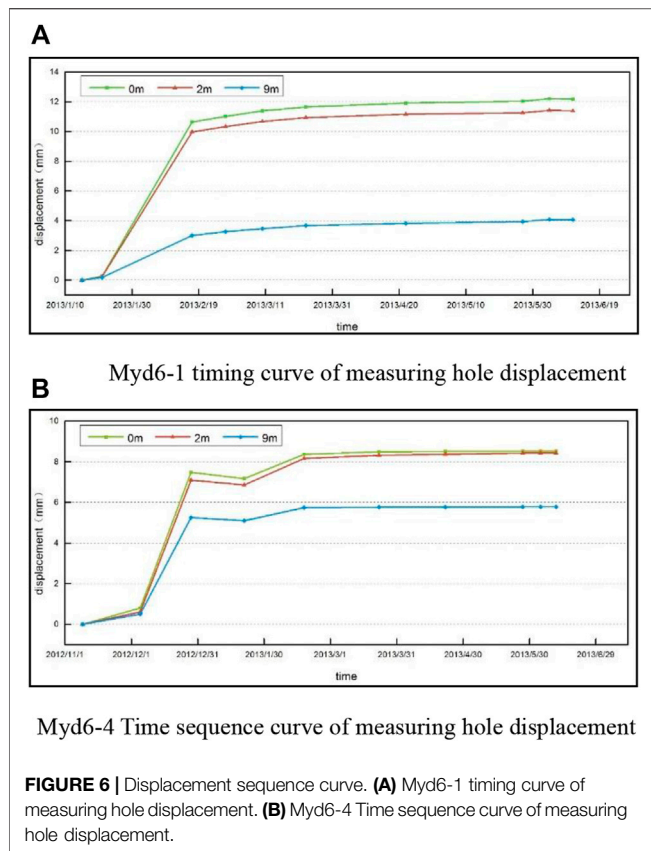 A
14
12
10
8
6
4
2
0
displacement（mm）
0m 2m 9m
2013/1/10 2013/1/30 2013/2/19 2013/3/11 2013/3/31 2013/4/20 2013/5/10 2013/5/30 2013/6/19
time
Myd6-1 timing curve of measuring hole displacement
B
10
8
6
4
2
0
displacement（mm）
0m 2m 9m
2012/11/1 2012/12/1 2012/12/31 2013/1/30 2013/3/1 2013/3/31 2013/4/30 2013/5/30 2013/6/29
time
Myd6-4 Time sequence curve of measuring hole displacement
FIGURE 6 | Displacement sequence curve. (A) Myd6-1 timing curve of
measuring hole displacement. (B) Myd6-4 Time sequence curve of measuring
hole displacement.